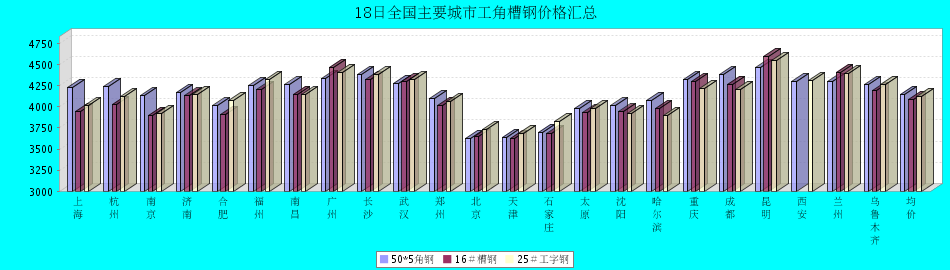 18日全国主要城市工角槽钢价格汇总
4750
4500
4250
4000
3750
3500
3250
3000
上海
杭州
南京
济南
合肥
福州
南昌
广州
长沙
武汉
郑州
北京
天津
石家庄
太原
沈阳
哈尔滨
重庆
成都
昆明
西安
兰州
乌鲁木齐
均价
50*5角钢
16#槽钢
25#工字钢